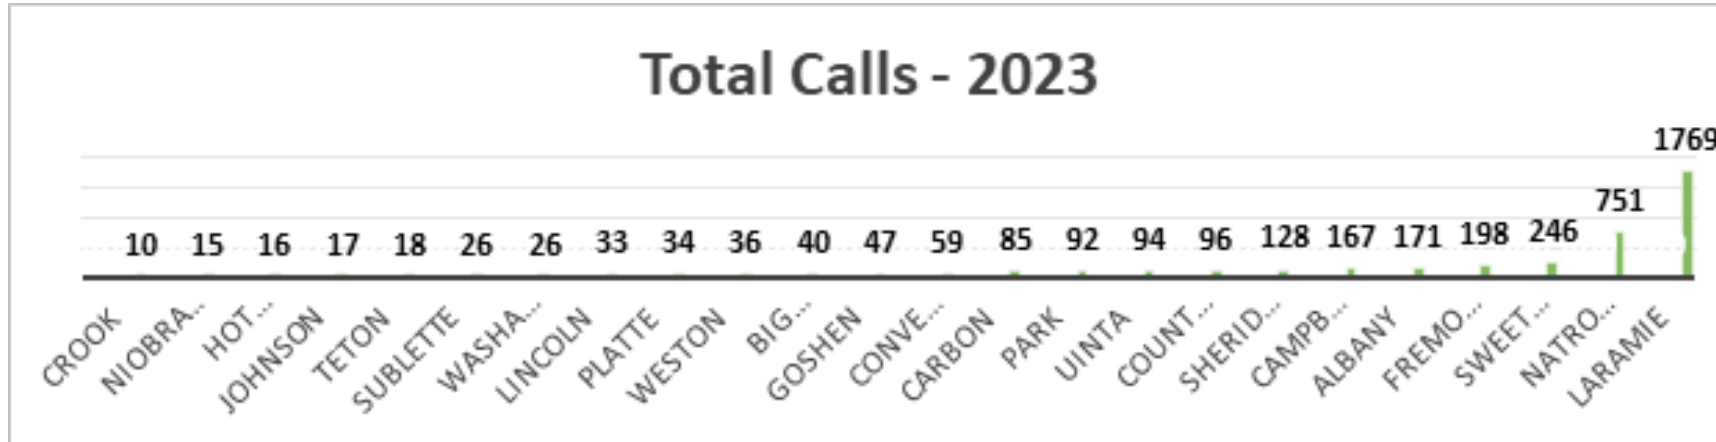 Total Calls - 2023
1769
751
10 15 16 17 18 26 26 33 34 36 40 47 59 85 92 94 96 128 167 171 198 246
CROOK
NIOBRA...
HOT...
JOHNSON
TETON
SUBLETTE
WASHA...
LINCOLN
PLATTE
WESTON
BIG...
GOSHEN
CONVE...
CARBON
PARK
UINTA
COUNT...
SHERID...
CAMPB...
ALBANY
FREMO...
SWEET...
NATRO...
LARAMIE